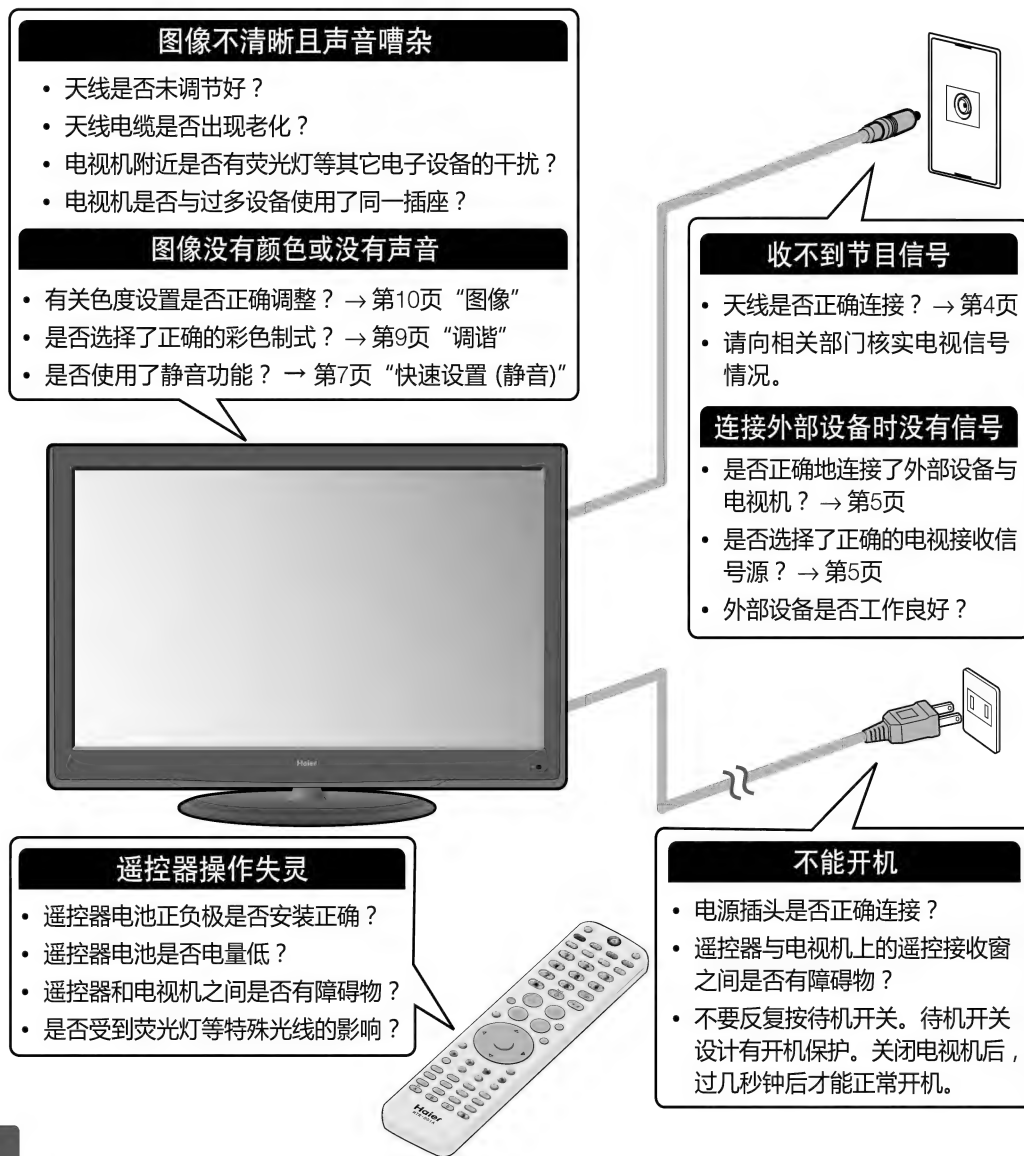 图像不清晰且声音嘈杂
• 天线是否未调节好？
• 天线电缆是否出现老化？
• 电视机附近是否有荧光灯等其它电子设备的干扰？
• 电视机是否与过多设备使用了同一插座？
图像没有颜色或没有声音
• 有关色度设置是否正确调整？→ 第10页“图像”
• 是否选择了正确的彩色制式？→ 第9页“调谐”
• 是否使用了静音功能？ → 第7页“快速设置 (静音)”
收不到节目信号
• 天线是否正确连接？→ 第4页
• 请向相关部门核实电视信号
情况。
连接外部设备时没有信号
• 是否正确地连接了外部设备与
电视机？→ 第5页
• 是否选择了正确的电视接收信
号源？→ 第5页
• 外部设备是否工作良好？
Haier
遥控器操作失灵
• 遥控器电池正负极是否安装正确？
• 遥控器电池是否电量低？
• 遥控器和电视机之间是否有障碍物？
• 是否受到荧光灯等特殊光线的影响？
Haier
不能开机
• 电源插头是否正确连接？
• 遥控器与电视机上的遥控接收窗
之间是否有障碍物？
• 不要反复按待机开关。待机开关
设计有开机保护。关闭电视机后，
过几秒钟后才能正常开机。